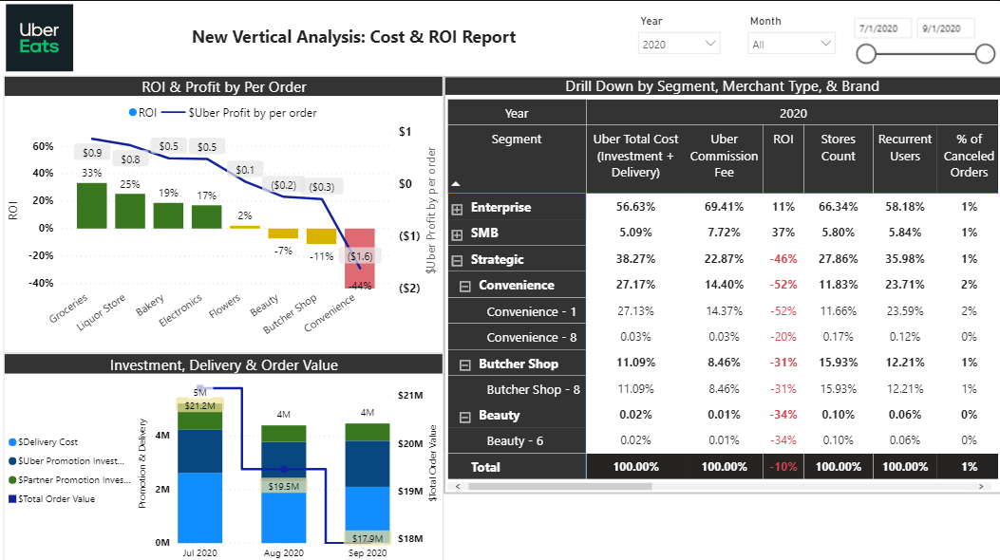 Uber
Eats
New Vertical Analysis: Cost & ROI Report
Year
2020
Month
All
7/1/2020
9/1/2020
ROI & Profit by Per Order
ROI
$Uber Profit by per order
60%
40%
20%
0%
-20%
-40%
ROI
$1
$0
($1)
($2)
$Uber Profit by per order
$0.9
$0.8
$0.5
$0.5
$0.1
($0.2)
($0.3)
($1.6)
33%
25%
19%
17%
2%
-7%
-11%
-44%
Groceries
Liquor Store
Bakery
Electronics
Flowers
Beauty
Butcher Shop
Convenience
Investment, Delivery & Order Value
$Delivery Cost
$Uber Promotion Invest...
$Partner Promotion Inves...
$Total Order Value
Promotion & Delivery
4M
2M
0M
5M
4M
4M
$21.2M
$19.5M
$17.9M
$21M
$20M
$19M
$18M
$Total Order Value
Jul 2020
Aug 2020
Sep 2020
Drill Down by Segment, Merchant Type, & Brand
Year 2020
Segment Uber Total Cost (Investment + Delivery) Uber Commission Fee ROI Stores Count Recurrent Users % of Canceled Orders
Enterprise 56.63% 69.41% 11% 66.34% 58.18% 1%
SMB 5.09% 7.72% 37% 5.80% 5.84% 1%
Strategic 38.27% 22.87% -46% 27.86% 35.98% 1%
Convenience 27.17% 14.40% -52% 11.83% 23.71% 2%
Convenience - 1 27.13% 14.37% -52% 11.66% 23.59% 2%
Convenience - 8 0.03% 0.03% -20% 0.17% 0.12% 0%
Butcher Shop 11.09% 8.46% -31% 15.93% 12.21% 1%
Butcher Shop - 8 11.09% 8.46% -31% 15.93% 12.21% 1%
Beauty 0.02% 0.01% -34% 0.10% 0.06% 0%
Beauty - 6 0.02% 0.01% -34% 0.10% 0.06% 0%
Total 100.00% 100.00% -10% 100.00% 100.00% 1%